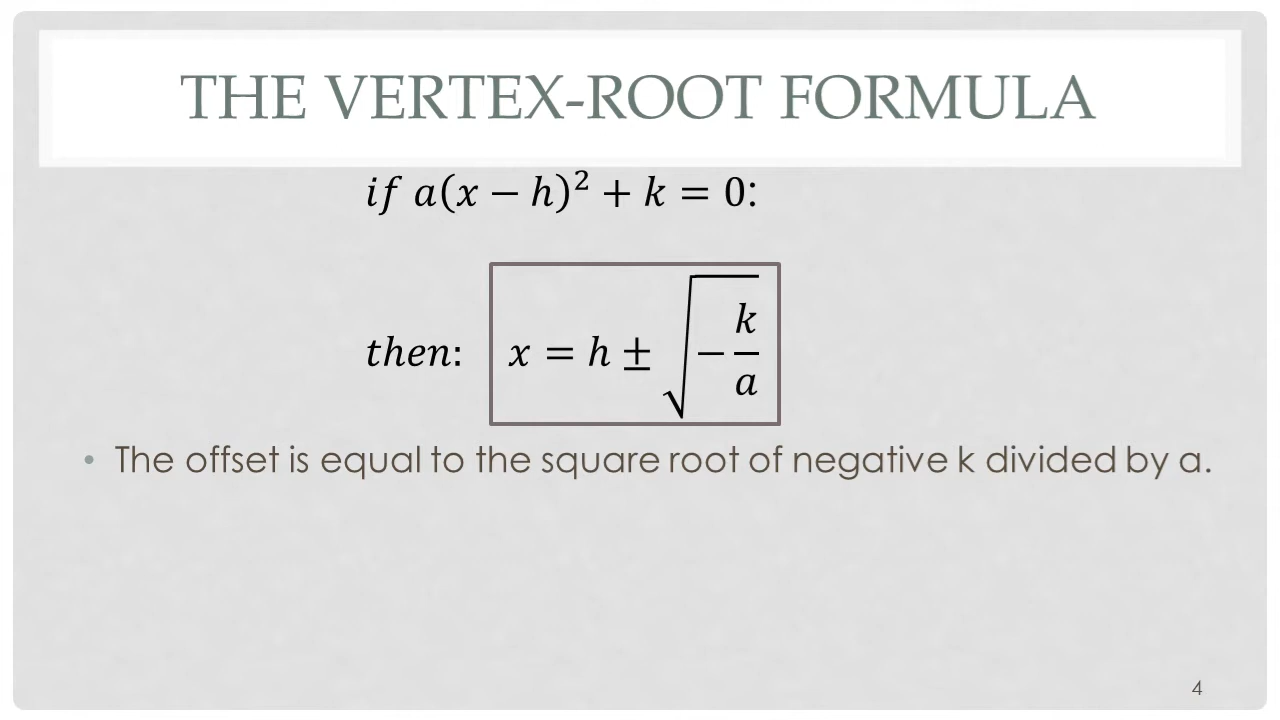 THE VERTEX-ROOT FORMULA
if a(x − h)² + k = 0:
then: x = h ± √(−k/a)
• The offset is equal to the square root of negative k divided by a.
4